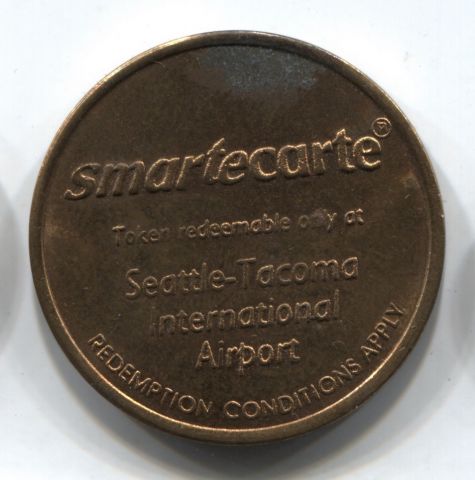 smartecarte®
Token redeemable only at
Seattle-Tacoma
International
Airport
REDEMPTION CONDITIONS APPLY